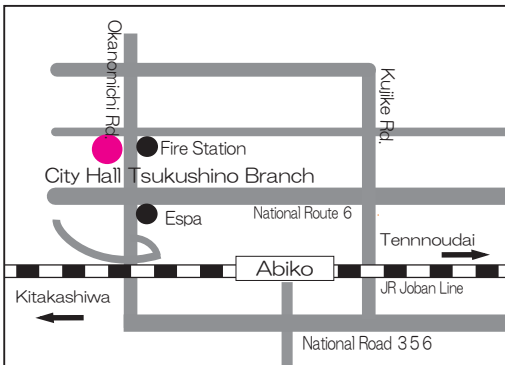 Okanomichi Rd.
Kujike Rd.
Fire Station
City Hall Tsukushino Branch
National Route 6
Espa
Tennnoudai
Abiko
Kitakashiwa
JR Joban Line
National Road 356